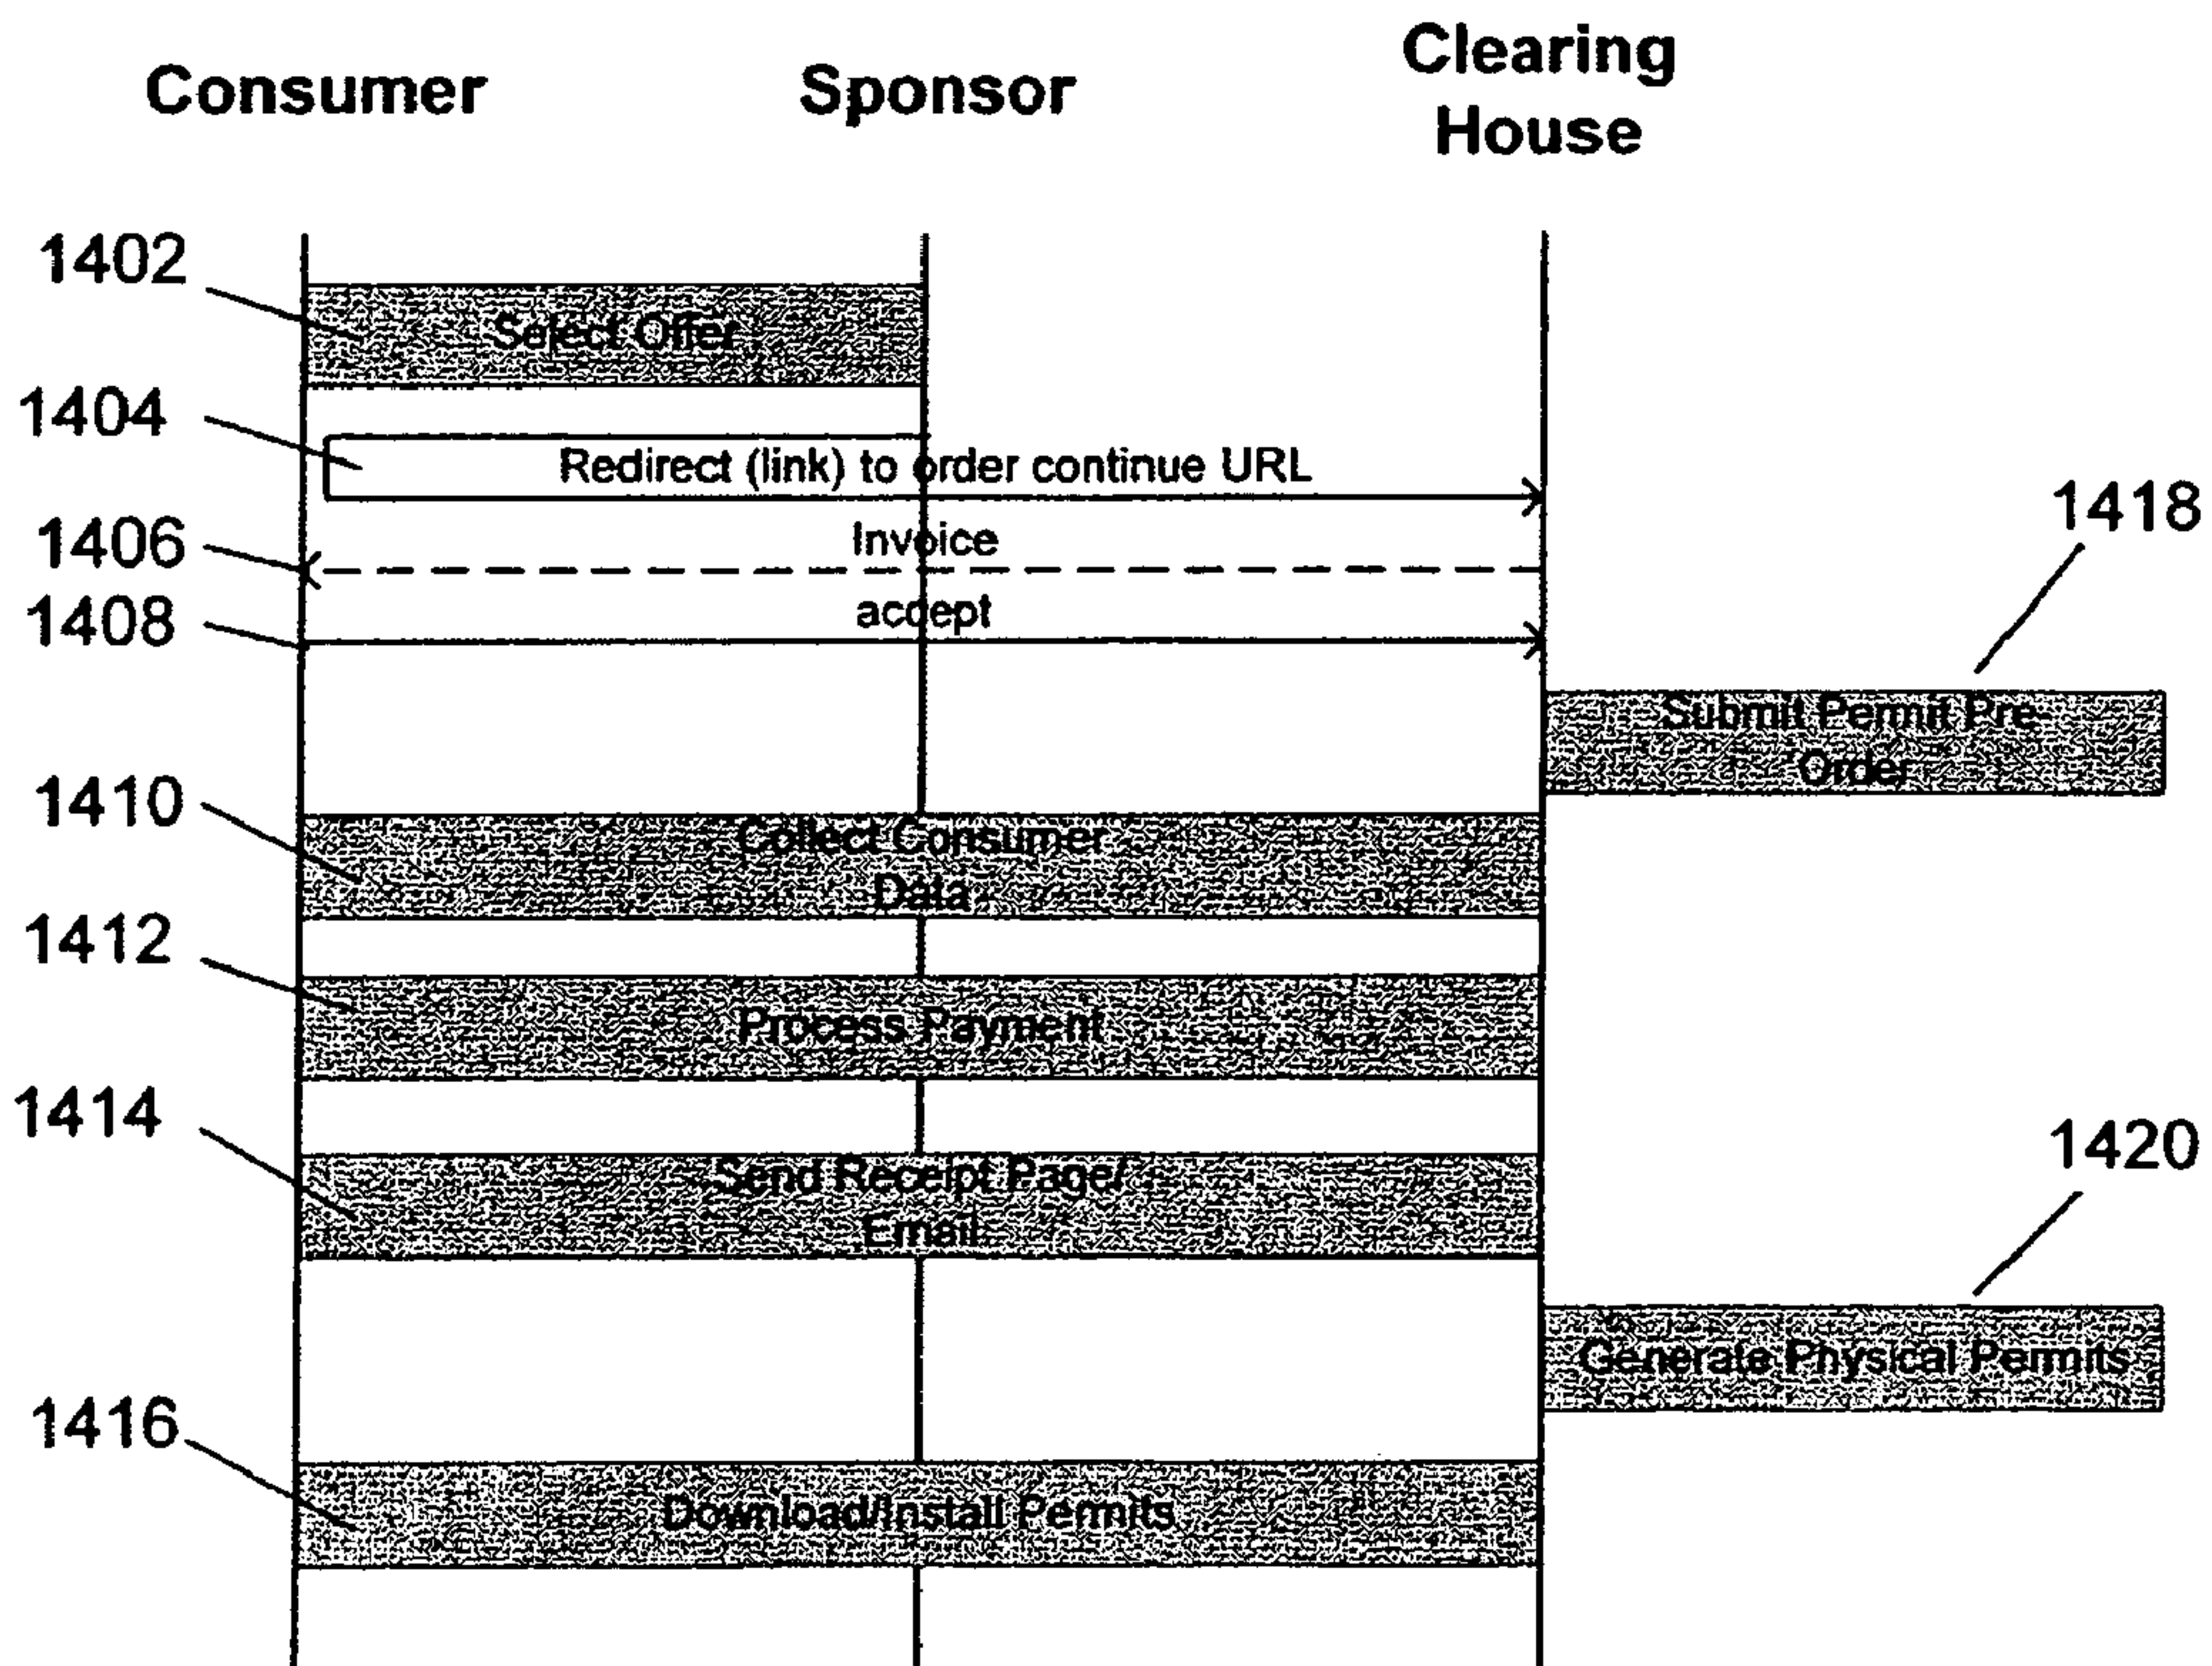 Consumer
Sponsor
Clearing
House
1402
Select Offer
1404
Redirect (link) to order continue URL
1406
Invoice
1408
accept
1418
Submit Permit Pre-
Order
1410
Collect Consumer
Data
1412
Process Payment
1414
Send Receipt Page/
Email
1420
Generate Physical Permits
1416
Download/Install Permits